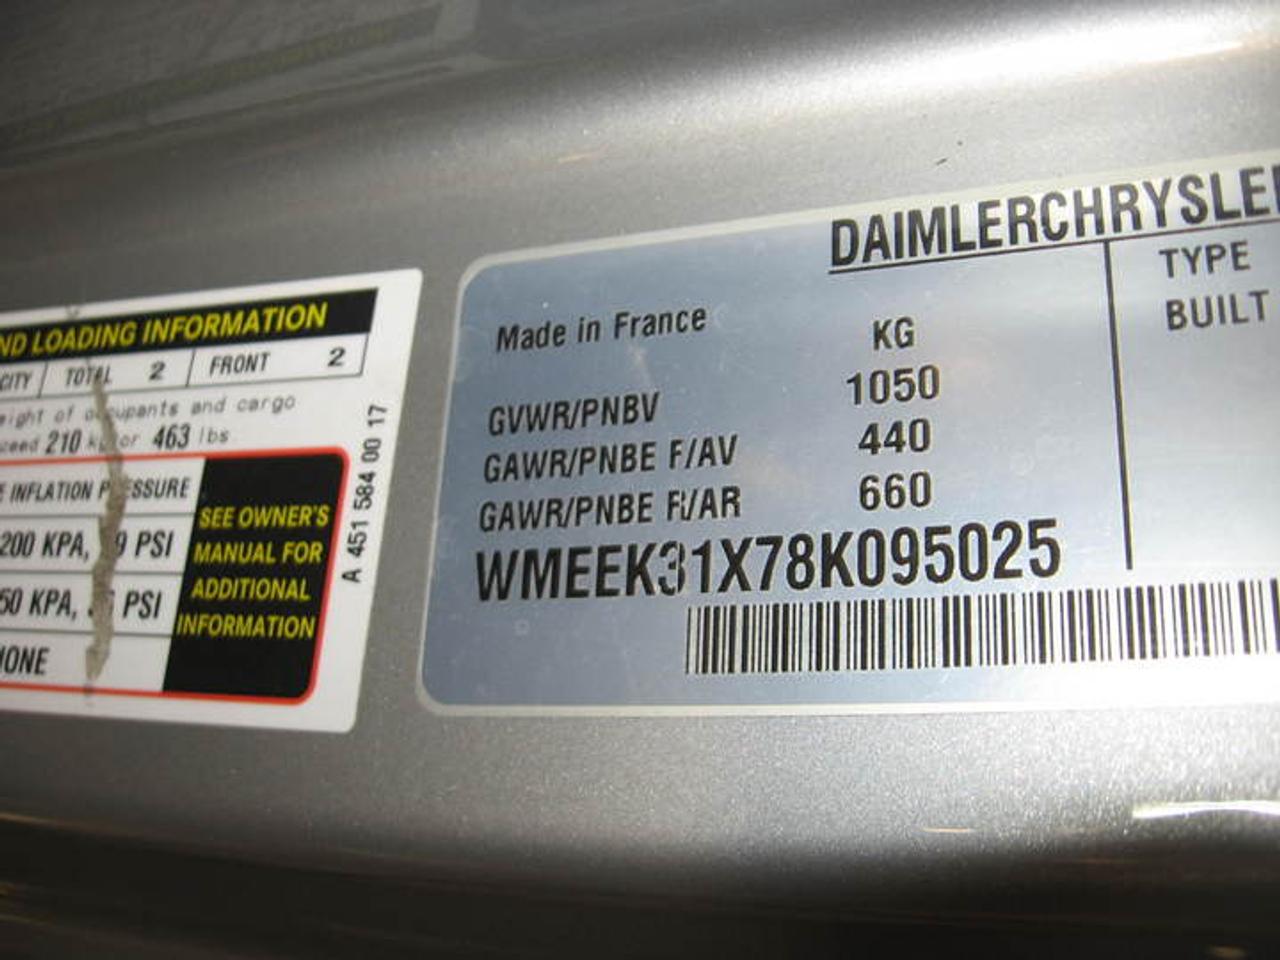 ND LOADING INFORMATION
CITY TOTAL 2 FRONT 2
eight of occupants and cargo
ceed 210 kg or 463 lbs
E INFLATION PRESSURE
200 KPA, 9 PSI
50 KPA, PSI
SEE OWNER'S
MANUAL FOR
ADDITIONAL
INFORMATION
A 451 584 00 17
DAIMLERCHRYSLE
Made in France
KG
GVWR/PNBV 1050
GAWR/PNBE F/AV 440
GAWR/PNBE R/AR 660
WMEEK31X78K095025
TYPE
BUILT